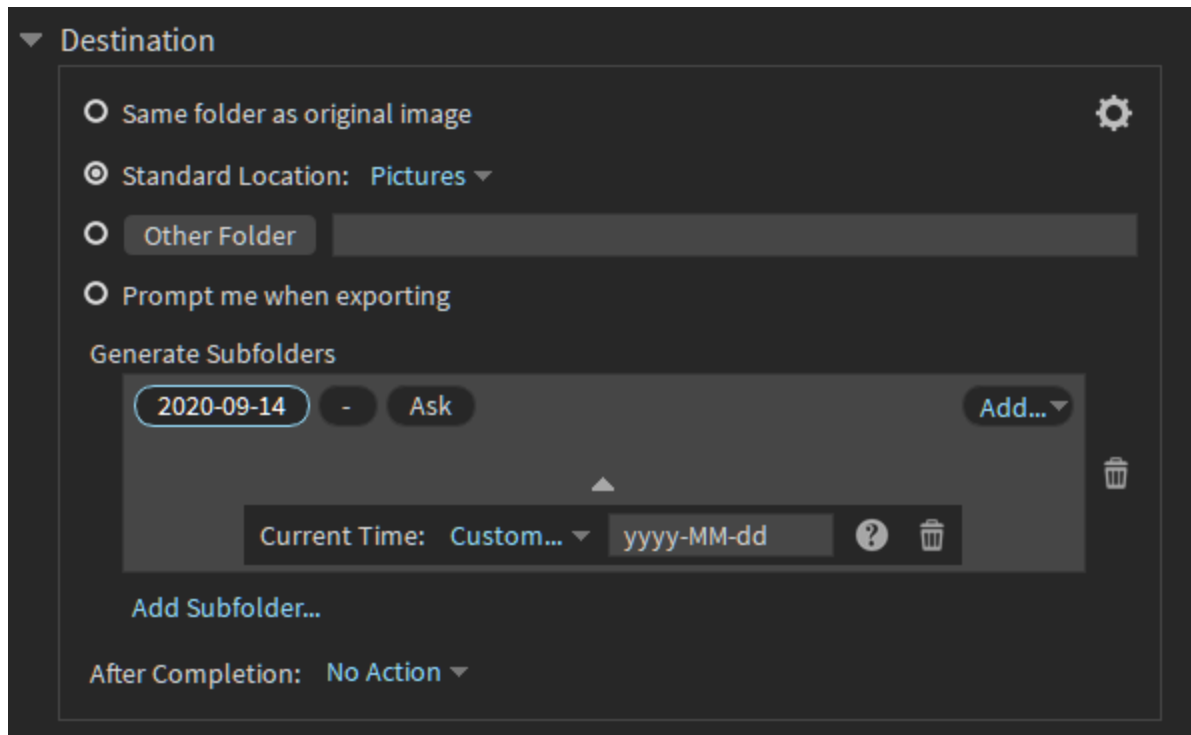 Destination
Same folder as original image
Standard Location: Pictures
Other Folder
Prompt me when exporting
Generate Subfolders
2020-09-14 - Ask Add...
Current Time: Custom... yyyy-MM-dd ?
Add Subfolder...
After Completion: No Action